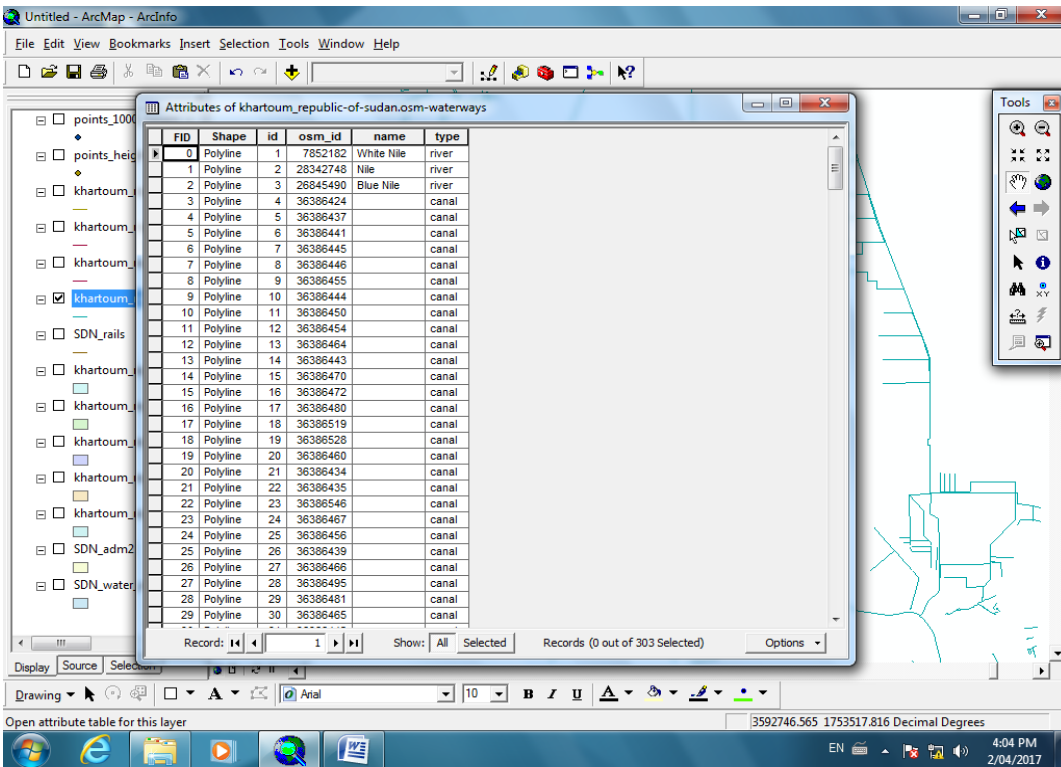 Untitled - ArcMap - ArcInfo
File Edit View Bookmarks Insert Selection Tools Window Help
Attributes of khartoum_republic-of-sudan.osm-waterways
Tools
points_1000
points_heig
khartoum_
khartoum_
khartoum_
khartoum_
SDN_rails
khartoum_
khartoum_
khartoum_
khartoum_
khartoum_
SDN_adm2
SDN_water_
FID Shape id osm_id name type
0 Polyline 1 7852182 White Nile river
1 Polyline 2 28342748 Nile river
2 Polyline 3 26845490 Blue Nile river
3 Polyline 4 36386424 canal
4 Polyline 5 36386437 canal
5 Polyline 6 36386441 canal
6 Polyline 7 36386445 canal
7 Polyline 8 36386446 canal
8 Polyline 9 36386455 canal
9 Polyline 10 36386444 canal
10 Polyline 11 36386450 canal
11 Polyline 12 36386454 canal
12 Polyline 13 36386464 canal
13 Polyline 14 36386443 canal
14 Polyline 15 36386470 canal
15 Polyline 16 36386472 canal
16 Polyline 17 36386480 canal
17 Polyline 18 36386519 canal
18 Polyline 19 36386528 canal
19 Polyline 20 36386460 canal
20 Polyline 21 36386434 canal
21 Polyline 22 36386435 canal
22 Polyline 23 36386546 canal
23 Polyline 24 36386467 canal
24 Polyline 25 36386456 canal
25 Polyline 26 36386439 canal
26 Polyline 27 36386466 canal
27 Polyline 28 36386495 canal
28 Polyline 29 36386481 canal
29 Polyline 30 36386465 canal
Record: 1 Show: All Selected Records (0 out of 303 Selected) Options
Display Source Selec
Drawing A Arial 10 B I U A
Open attribute table for this layer 3592746.565 1753517.816 Decimal Degrees
EN 4:04 PM
2/04/2017